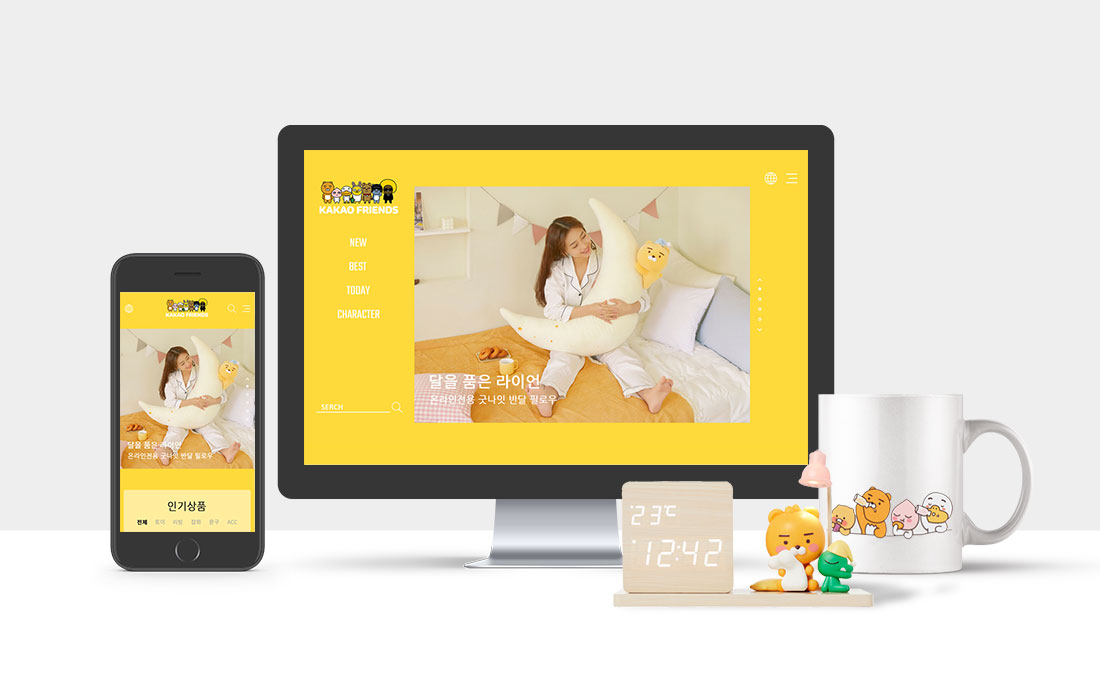 KAKAO FRIENDS
NEW
BEST
TODAY
CHARACTER
SERCH
달을 품은 라이언
온라인전용 굿나잇 반달 필로우
KAKAO FRIENDS
달을 품은 라이언
온라인전용 굿나잇 반달 필로우
인기상품
전체 토이 리빙 잡화 문구 ACC
23℃
12:42